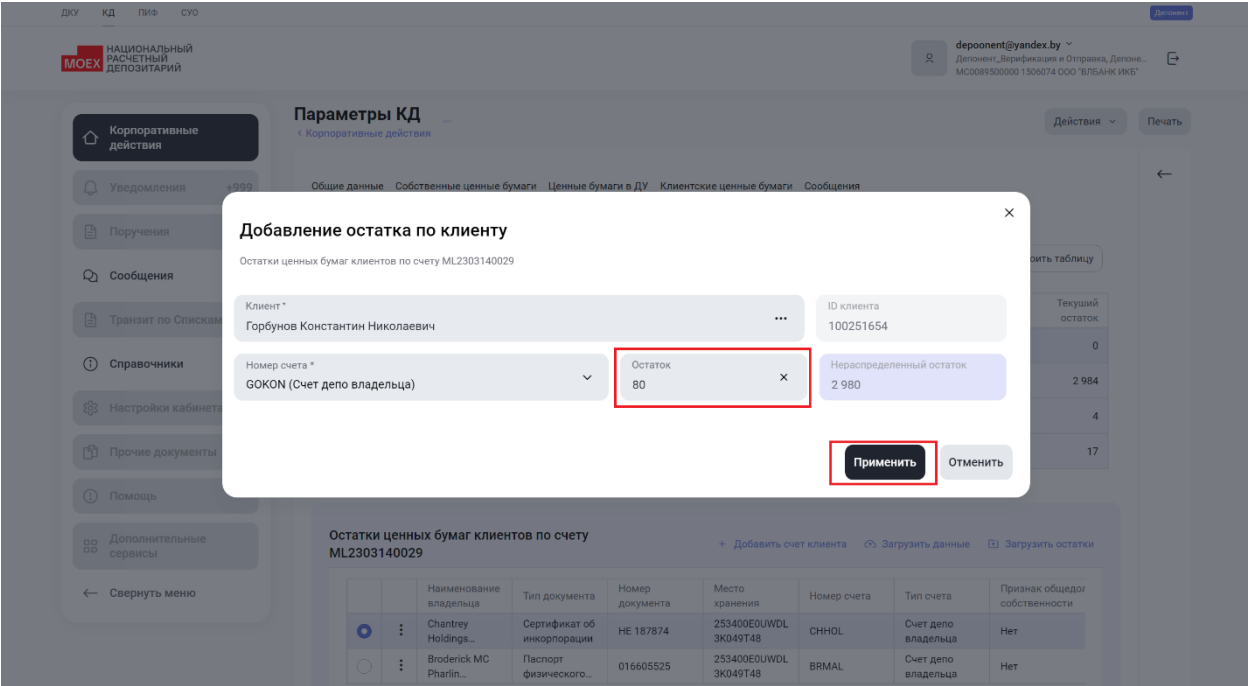 ДКУ КД ПИФ СУО
Депонент
MOEX НАЦИОНАЛЬНЫЙ
РАСЧЕТНЫЙ
ДЕПОЗИТАРИЙ
depoonent@yandex.by
Депонент_Верификация и Отправка, Депоне...
MC0089500000 1506074 ООО "ВЛБАНК ИКБ"
Корпоративные
действия
Уведомления +999
Поручения
Сообщения
Транзит по Спискам
Справочники
Настройки кабинета
Прочие документы
Помощь
Дополнительные
сервисы
Свернуть меню
Параметры КД
< Корпоративные действия
Действия
Печать
Общие данные Собственные ценные бумаги Ценные бумаги в ДУ Клиентские ценные бумаги Сообщения
оить таблицу
Текущий
остаток
0
2 984
4
17
Добавление остатка по клиенту
Остатки ценных бумаг клиентов по счету ML2303140029
Клиент *
Горбунов Константин Николаевич
ID клиента
100251654
Номер счета *
GOKON (Счет депо владельца)
Остаток
80
Нераспределенный остаток
2 980
Применить
Отменить
Остатки ценных бумаг клиентов по счету
ML2303140029
+ Добавить счет клиента Загрузить данные Загрузить остатки
Наименование
владельца
Тип документа
Номер
документа
Место
хранения
Номер счета
Тип счета
Признак общедол
собственности
Chantrey
Holdings...
Сертификат об
инкорпорации
HE 187874
253400E0UWDL
3K049T48
CHHOL
Счет депо
владельца
Нет
Broderick MC
Pharlin...
Паспорт
физического...
016605525
253400E0UWDL
3K049T48
BRMAL
Счет депо
владельца
Нет